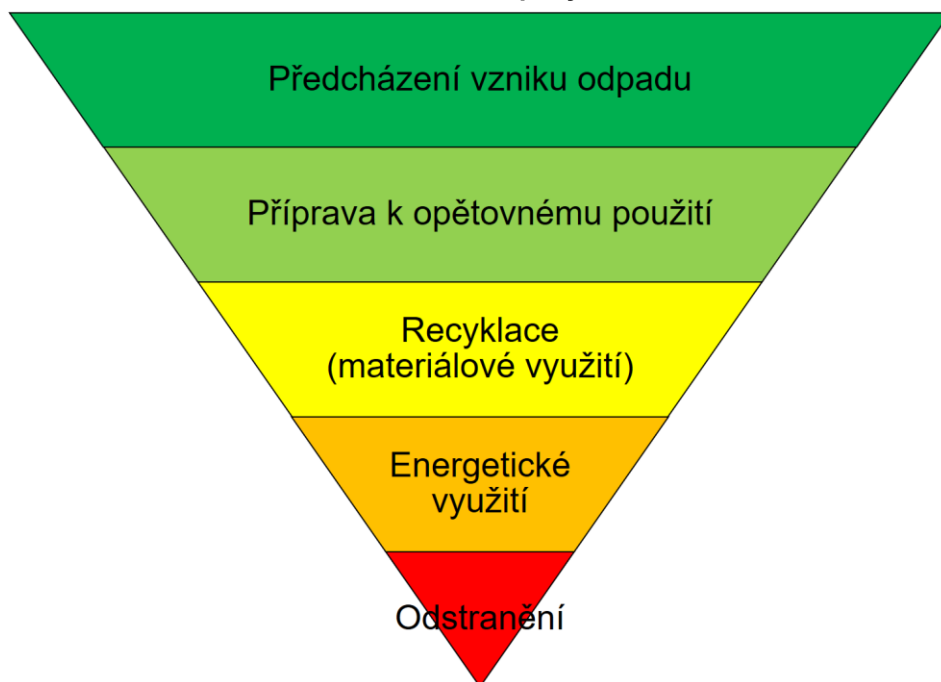 Předcházení vzniku odpadu
Příprava k opětovnému použití
Recyklace
(materiálové využití)
Energetické
využití
Odstranění